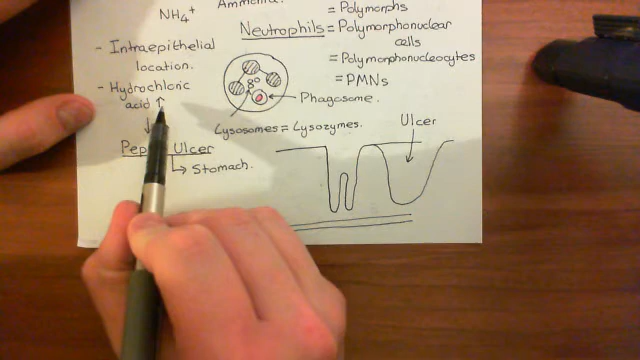 Ammonia.
NH4+
- Intraepithelial
location.
- Hydrochloric
acid ↑
↓
Ulcer
↳ Stomach.
= Polymorphs
Neutrophils = Polymorphonuclear
cells
= Polymorphonucleocytes
= PMNs
← Phagosome.
Lysosomes = Lysozymes.
Ulcer